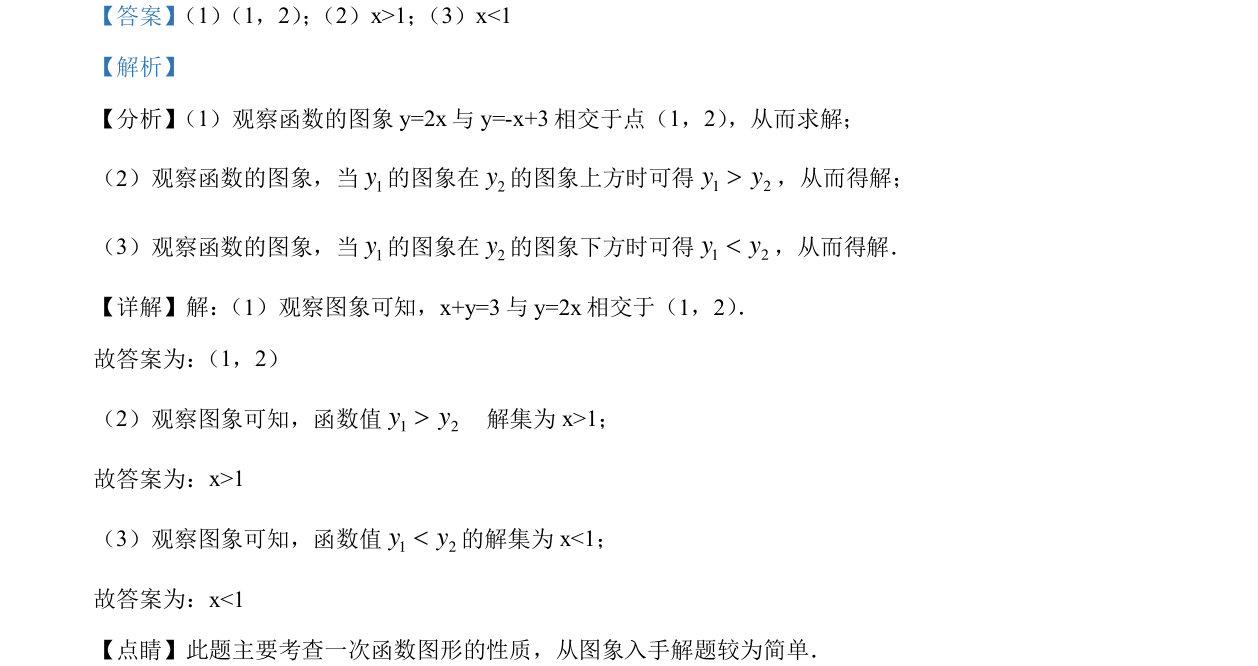 【答案】（1）（1，2）；（2）x>1；（3）x<1
【解析】
【分析】（1）观察函数的图象 y=2x 与 y=-x+3 相交于点（1，2），从而求解；
（2）观察函数的图象，当 y₁ 的图象在 y₂ 的图象上方时可得 y₁ > y₂ ，从而得解；
（3）观察函数的图象，当 y₁ 的图象在 y₂ 的图象下方时可得 y₁ < y₂ ，从而得解．
【详解】解：（1）观察图象可知，x+y=3 与 y=2x 相交于（1，2）．
故答案为：（1，2）
（2）观察图象可知，函数值 y₁ > y₂ 解集为 x>1；
故答案为：x>1
（3）观察图象可知，函数值 y₁ < y₂ 的解集为 x<1；
故答案为：x<1
【点睛】此题主要考查一次函数图形的性质，从图象入手解题较为简单．